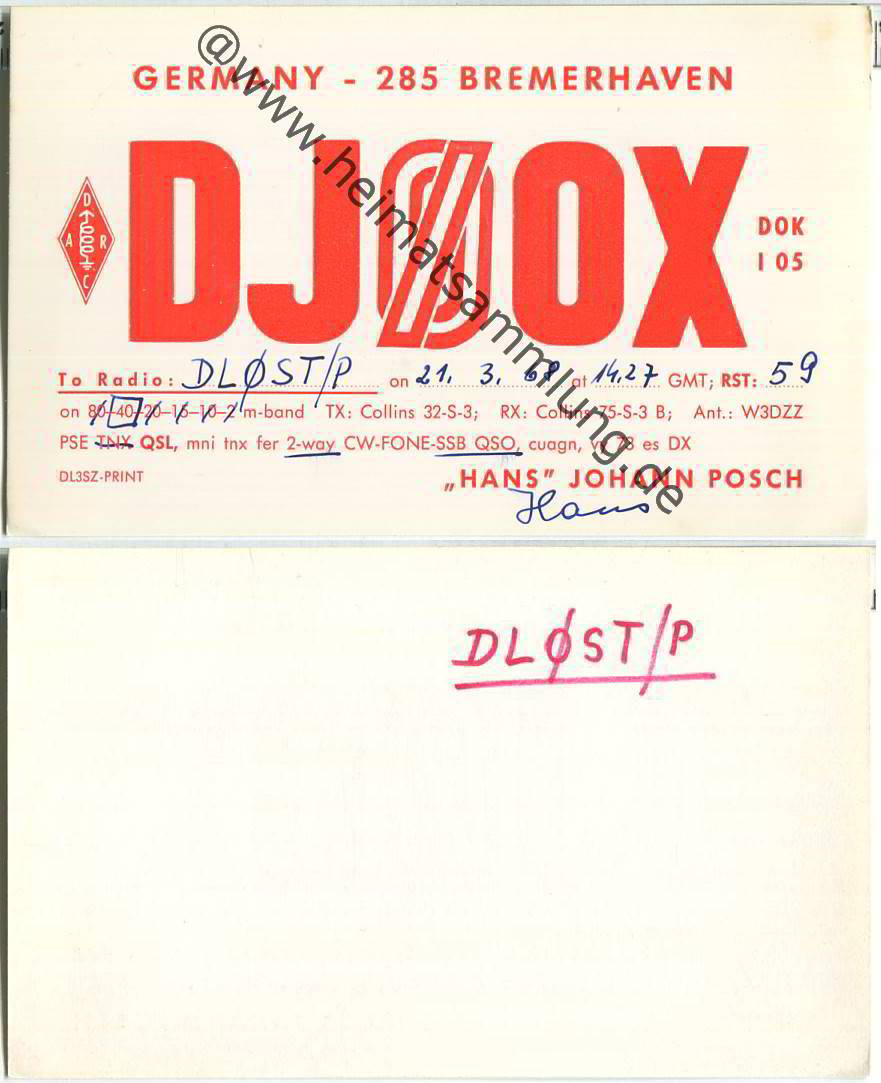 GERMANY - 285 BREMERHAVEN
DJØOX
DARC
DOK
I 05
To Radio: DLØST/P on 21. 3. 68 at 14.27 GMT; RST: 59
on 80-40-20-15-10-2 m-band TX: Collins 32-S-3; RX: Collins 75-S-3 B; Ant.: W3DZZ
PSE TNX QSL, mni tnx fer 2-way CW-FONE-SSB QSO, cuagn, vy 73 es DX
DL3SZ-PRINT
„HANS" JOHANN POSCH
Hans
@www.heimatsammlung.de
DLØST/P